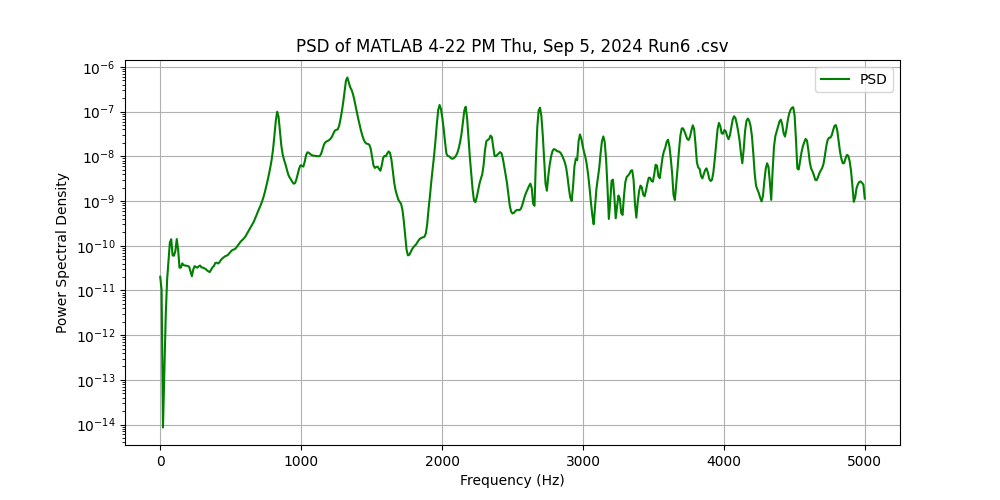 PSD of MATLAB 4-22 PM Thu, Sep 5, 2024 Run6 .csv
PSD
Power Spectral Density
10⁻⁶
10⁻⁷
10⁻⁸
10⁻⁹
10⁻¹⁰
10⁻¹¹
10⁻¹²
10⁻¹³
10⁻¹⁴
0 1000 2000 3000 4000 5000
Frequency (Hz)